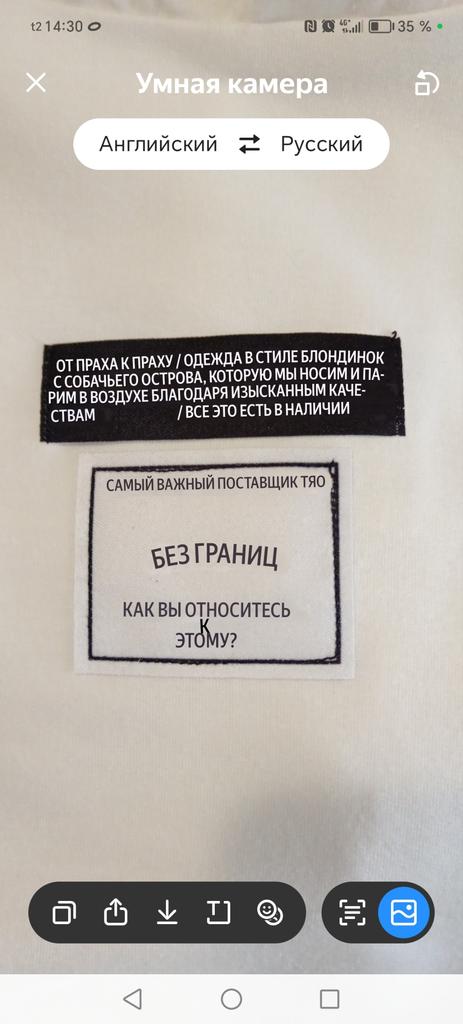 t2 14:30
4G+
35 %
Умная камера
Английский
Русский
ОТ ПРАХА К ПРАХУ / ОДЕЖДА В СТИЛЕ БЛОНДИНОК
С СОБАЧЬЕГО ОСТРОВА, КОТОРУЮ МЫ НОСИМ И ПА-
РИМ В ВОЗДУХЕ БЛАГОДАРЯ ИЗЫСКАННЫМ КАЧЕ-
СТВАМ / ВСЕ ЭТО ЕСТЬ В НАЛИЧИИ
САМЫЙ ВАЖНЫЙ ПОСТАВЩИК ТЯО
БЕЗ ГРАНИЦ
КАК ВЫ ОТНОСИТЕСЬ
К
ЭТОМУ?